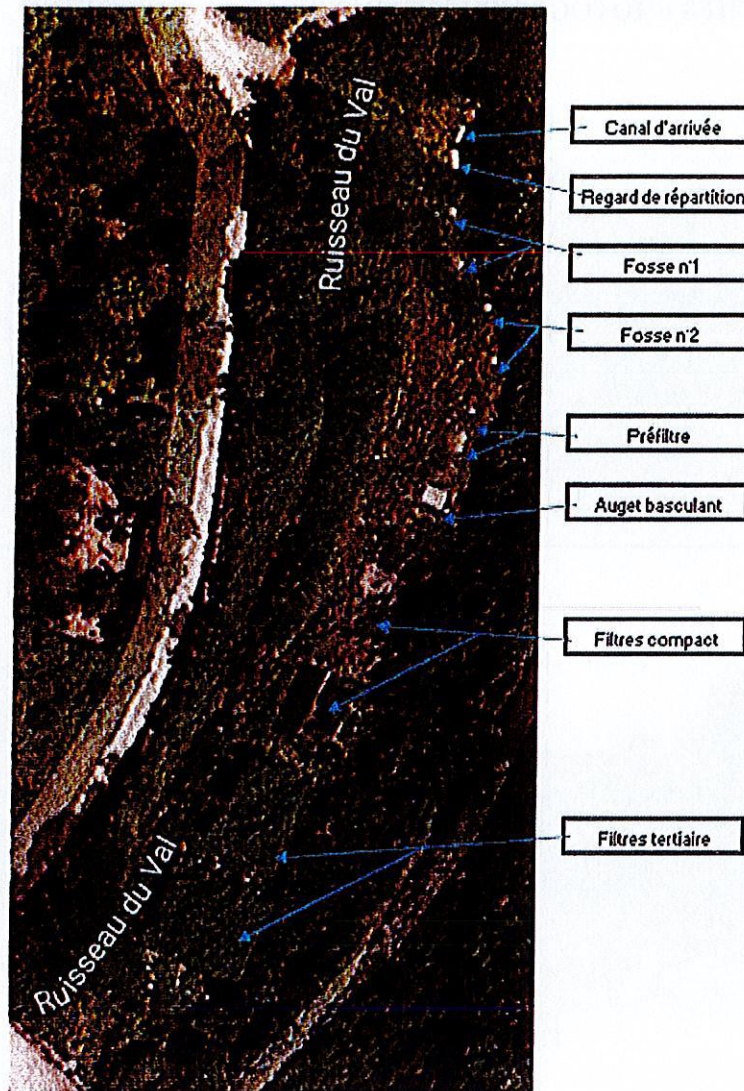 Ruisseau du Val
Canal d'arrivée
Regard de répartition
Fosse n°1
Fosse n°2
Préfiltre
Auget basculant
Filtres compact
Filtres tertiaire
Ruisseau du Val